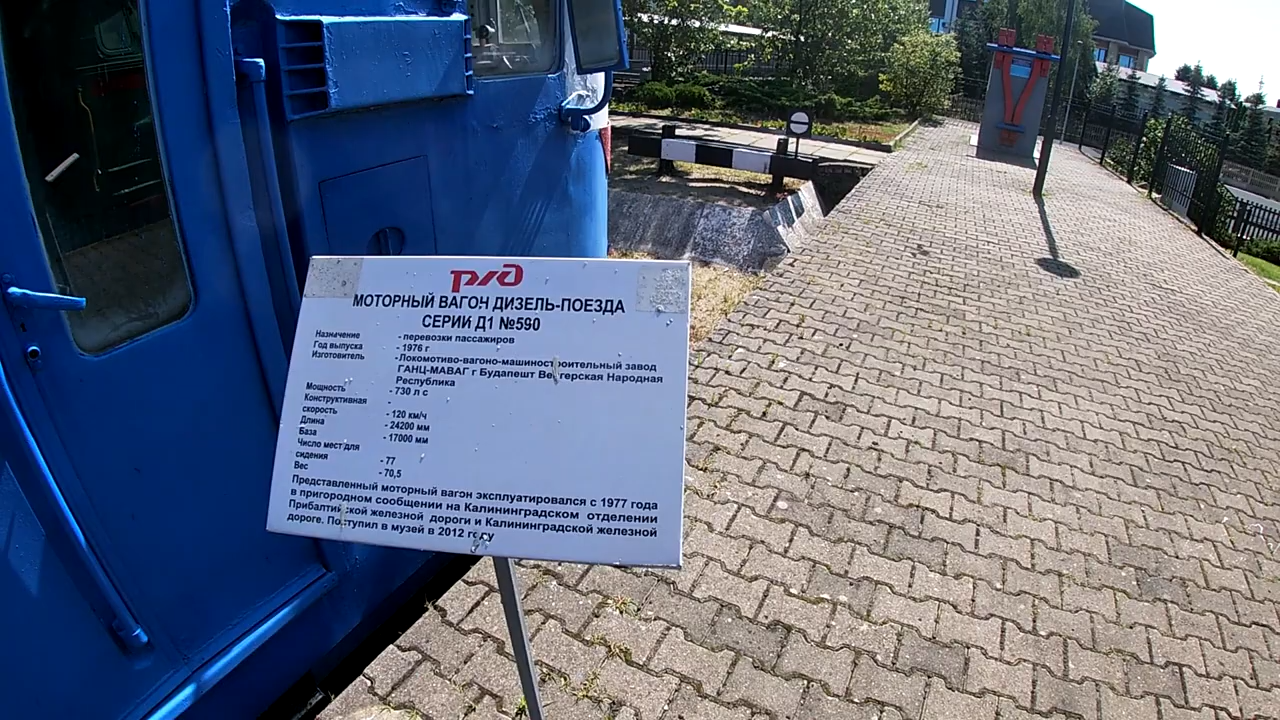 РЖД
МОТОРНЫЙ ВАГОН ДИЗЕЛЬ-ПОЕЗДА
СЕРИИ Д1 №590
Назначение - перевозки пассажиров
Год выпуска - 1976 г
Изготовитель - Локомотиво-вагоно-машиностроительный завод
ГАНЦ-МАВАГ г Будапешт Венгерская Народная
Республика
Мощность - 730 л с
Конструктивная -
скорость - 120 км/ч
Длина - 24200 мм
База - 17000 мм
Число мест для
сидения - 77
Вес - 70,5
Представленный моторный вагон эксплуатировался с 1977 года
в пригородном сообщении на Калининградском отделении
Прибалтийской железной дороги и Калининградской железной
дороге. Поступил в музей в 2012 году